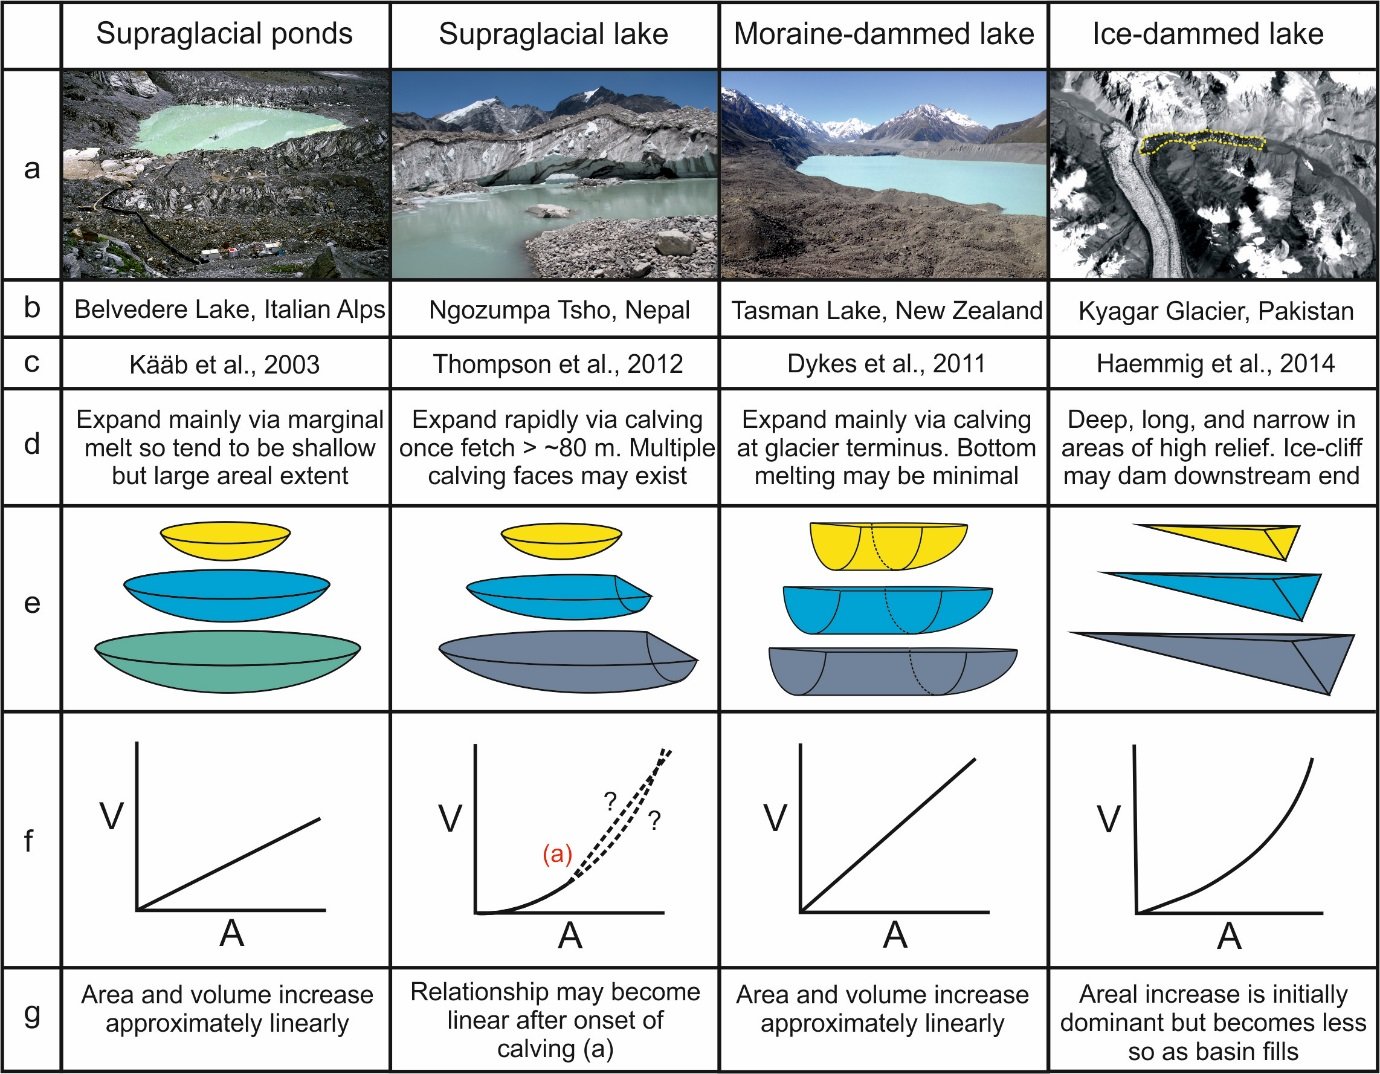 Supraglacial ponds
Supraglacial lake
Moraine-dammed lake
Ice-dammed lake
a
b
Belvedere Lake, Italian Alps
Ngozumpa Tsho, Nepal
Tasman Lake, New Zealand
Kyagar Glacier, Pakistan
c
Kääb et al., 2003
Thompson et al., 2012
Dykes et al., 2011
Haemmig et al., 2014
d
Expand mainly via marginal
melt so tend to be shallow
but large areal extent
Expand rapidly via calving
once fetch > ~80 m. Multiple
calving faces may exist
Expand mainly via calving
at glacier terminus. Bottom
melting may be minimal
Deep, long, and narrow in
areas of high relief. Ice-cliff
may dam downstream end
e
f
V
A
V
(a)
?
?
A
V
A
V
A
g
Area and volume increase
approximately linearly
Relationship may become
linear after onset of
calving (a)
Area and volume increase
approximately linearly
Areal increase is initially
dominant but becomes less
so as basin fills